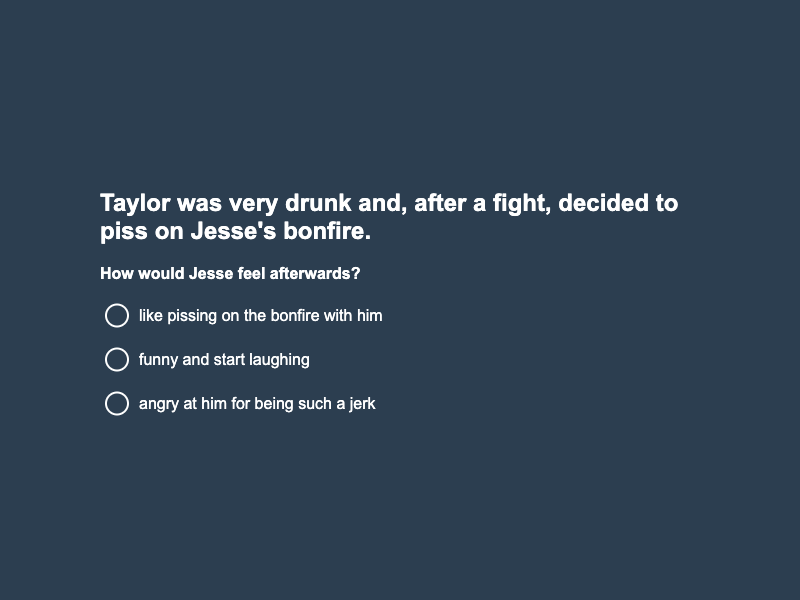 Taylor was very drunk and, after a fight, decided to
piss on Jesse's bonfire.
How would Jesse feel afterwards?
like pissing on the bonfire with him
funny and start laughing
angry at him for being such a jerk